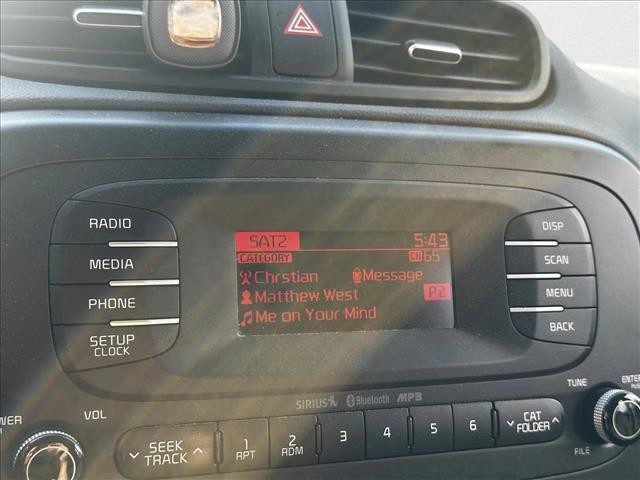 RADIO
MEDIA
PHONE
SETUP
CLOCK
SAT2 5:43
CATEGORY CH 65
Chrstian Message
Matthew West P2
Me on Your Mind
DISP
SCAN
MENU
BACK
SIRIUS Bluetooth MP3
VOL
SEEK
TRACK
1
RPT
2
RDM
3
4
5
6
CAT
FOLDER
TUNE
FILE
ENTER